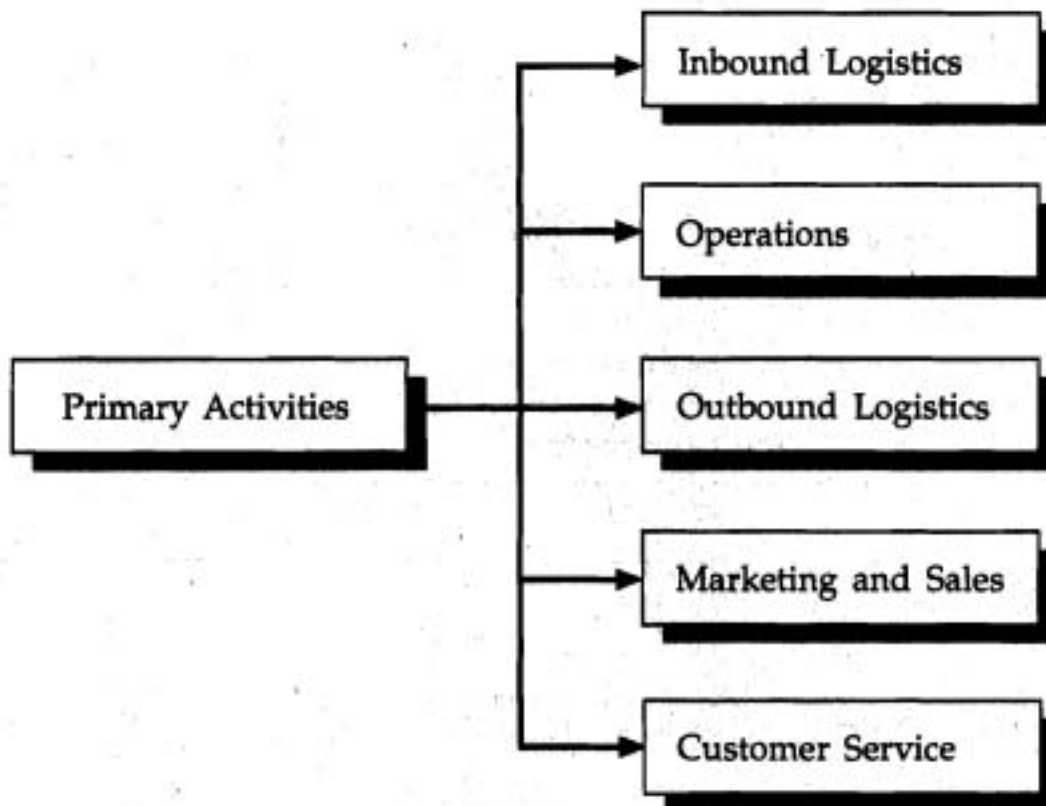 Inbound Logistics
Operations
Primary Activities
Outbound Logistics
Marketing and Sales
Customer Service